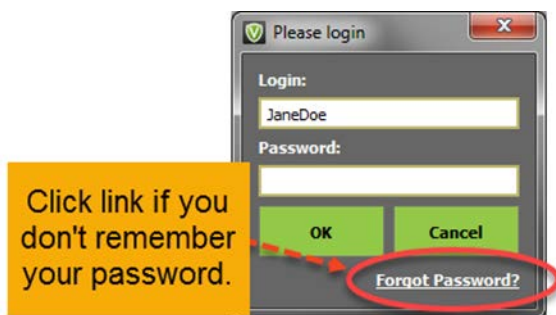 Please login
Login:
JaneDoe
Password:
OK Cancel
Forgot Password?
Click link if you
don't remember
your password.